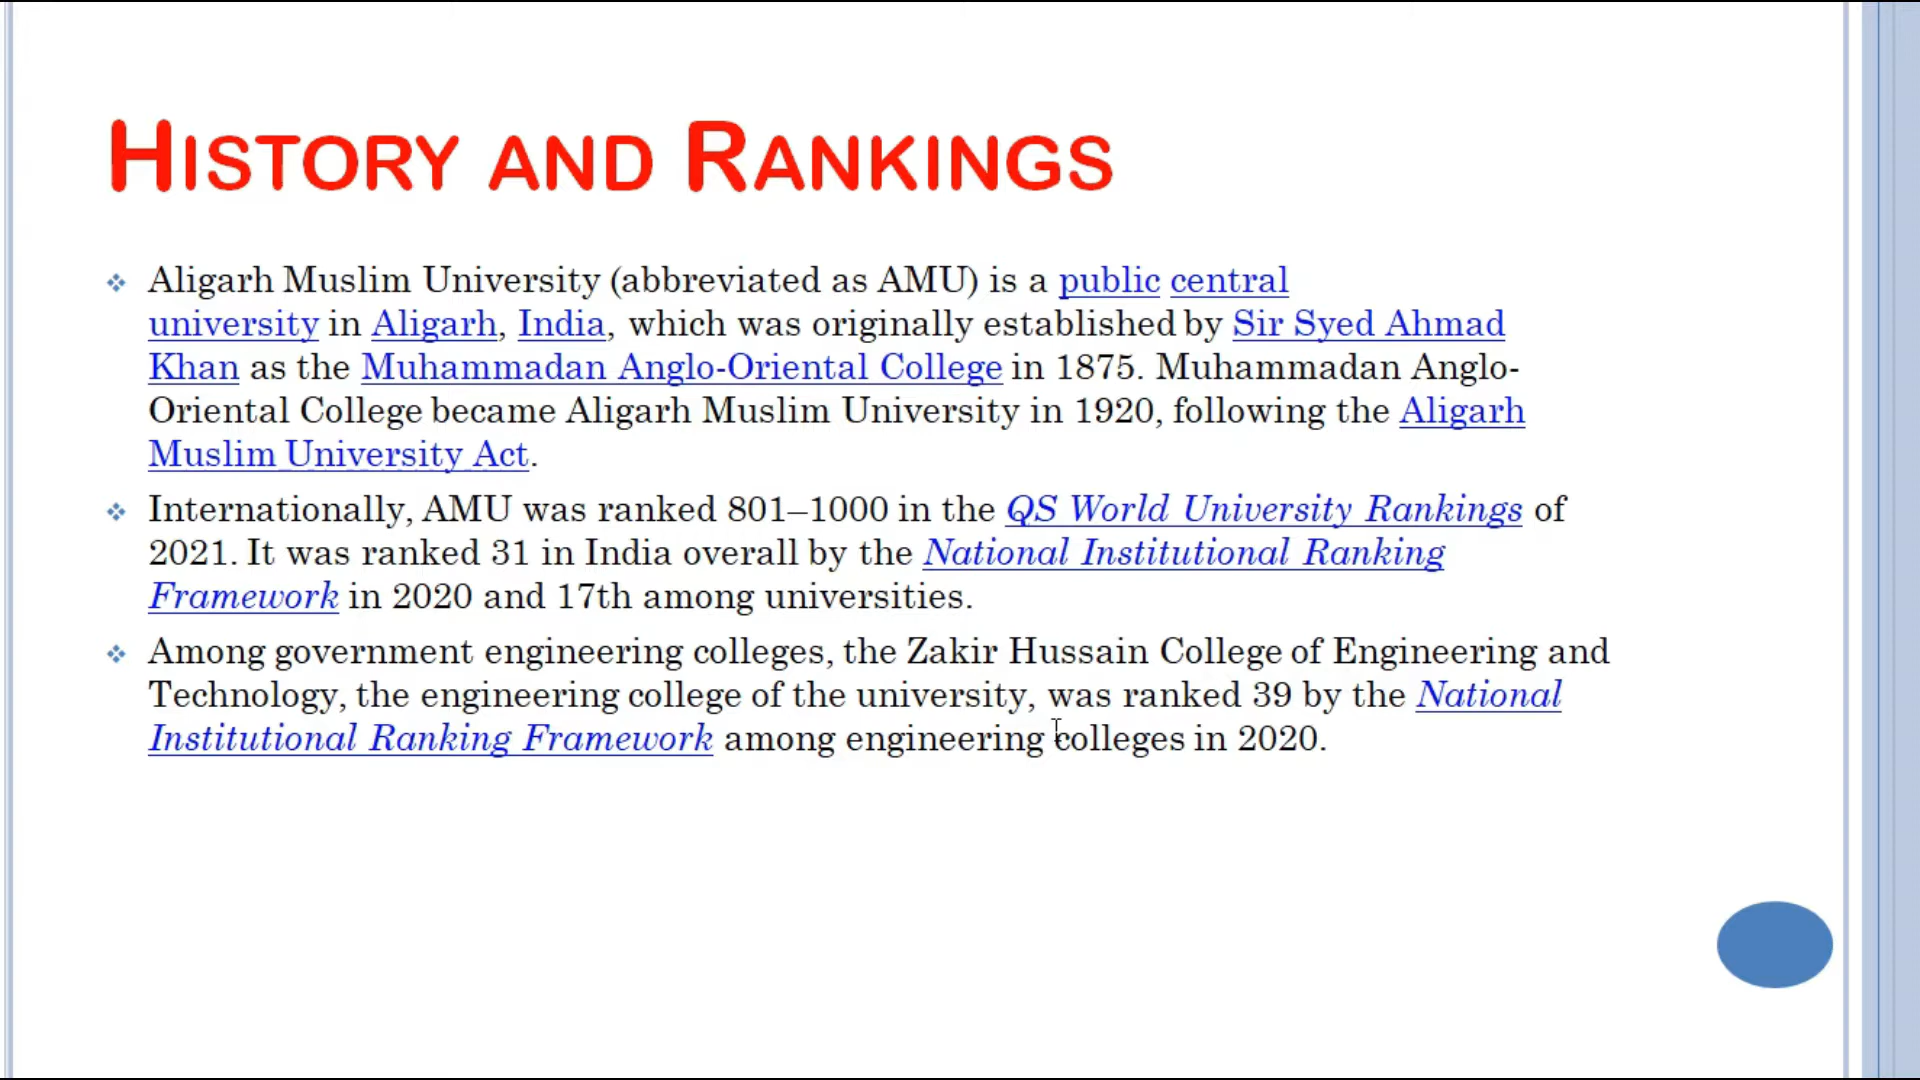 History and Rankings
Aligarh Muslim University (abbreviated as AMU) is a public central
university in Aligarh, India, which was originally established by Sir Syed Ahmad
Khan as the Muhammadan Anglo-Oriental College in 1875. Muhammadan Anglo-
Oriental College became Aligarh Muslim University in 1920, following the Aligarh
Muslim University Act.
Internationally, AMU was ranked 801–1000 in the QS World University Rankings of
2021. It was ranked 31 in India overall by the National Institutional Ranking
Framework in 2020 and 17th among universities.
Among government engineering colleges, the Zakir Hussain College of Engineering and
Technology, the engineering college of the university, was ranked 39 by the National
Institutional Ranking Framework among engineering colleges in 2020.